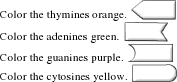 Color the thymines orange.
Color the adenines green.
Color the guanines purple.
Color the cytosines yellow.